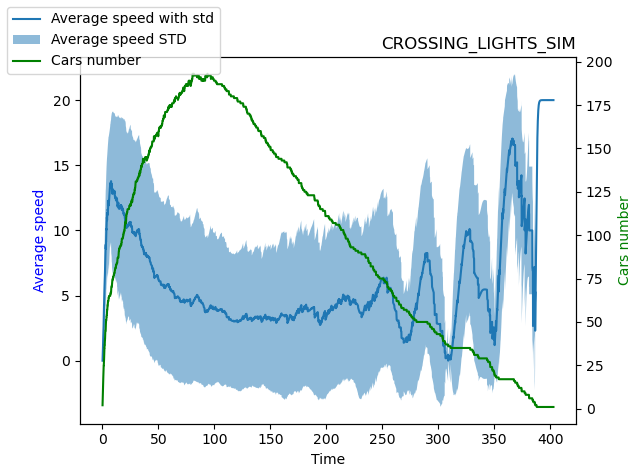 Average speed with std
Average speed STD
Cars number
CROSSING_LIGHTS_SIM
200
175
150
125
100
75
50
25
0
20
15
10
5
0
Average speed
Cars number
0 50 100 150 200 250 300 350 400
Time